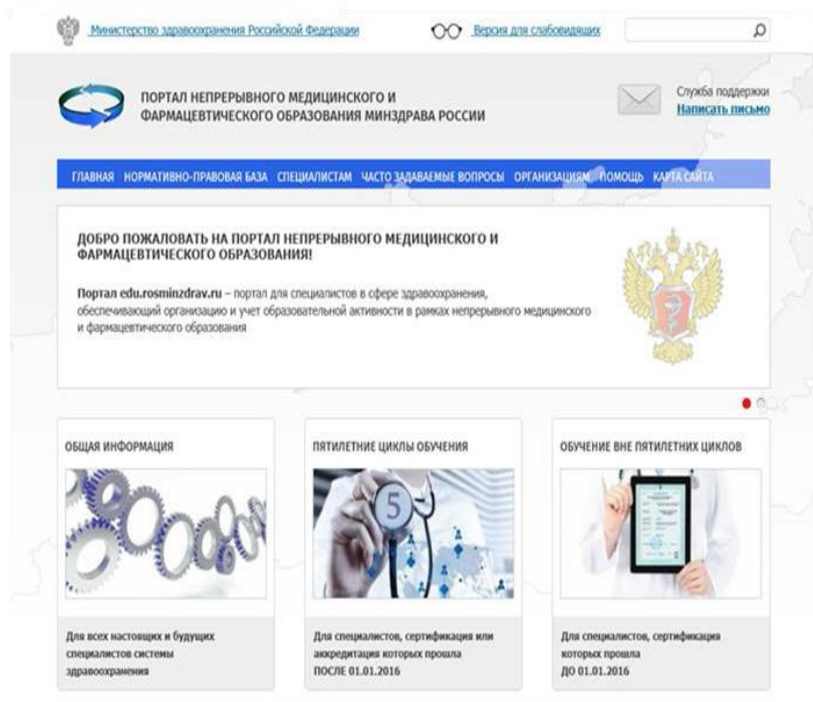 Министерство здравоохранения Российской Федерации
Версия для слабовидящих
ПОРТАЛ НЕПРЕРЫВНОГО МЕДИЦИНСКОГО И
ФАРМАЦЕВТИЧЕСКОГО ОБРАЗОВАНИЯ МИНЗДРАВА РОССИИ
Служба поддержки
Написать письмо
ГЛАВНАЯ НОРМАТИВНО-ПРАВОВАЯ БАЗА СПЕЦИАЛИСТАМ ЧАСТО ЗАДАВАЕМЫЕ ВОПРОСЫ ОРГАНИЗАЦИЯМ ПОМОЩЬ КАРТА САЙТА
ДОБРО ПОЖАЛОВАТЬ НА ПОРТАЛ НЕПРЕРЫВНОГО МЕДИЦИНСКОГО И
ФАРМАЦЕВТИЧЕСКОГО ОБРАЗОВАНИЯ!
Портал edu.rosminzdrav.ru – портал для специалистов в сфере здравоохранения,
обеспечивающий организацию и учет образовательной активности в рамках непрерывного медицинского
и фармацевтического образования
ОБЩАЯ ИНФОРМАЦИЯ
Для всех настоящих и будущих
специалистов системы
здравоохранения
ПЯТИЛЕТНИЕ ЦИКЛЫ ОБУЧЕНИЯ
5
Для специалистов, сертификация или
аккредитация которых прошла
ПОСЛЕ 01.01.2016
ОБУЧЕНИЕ ВНЕ ПЯТИЛЕТНИХ ЦИКЛОВ
Для специалистов, сертификация
которых прошла
ДО 01.01.2016